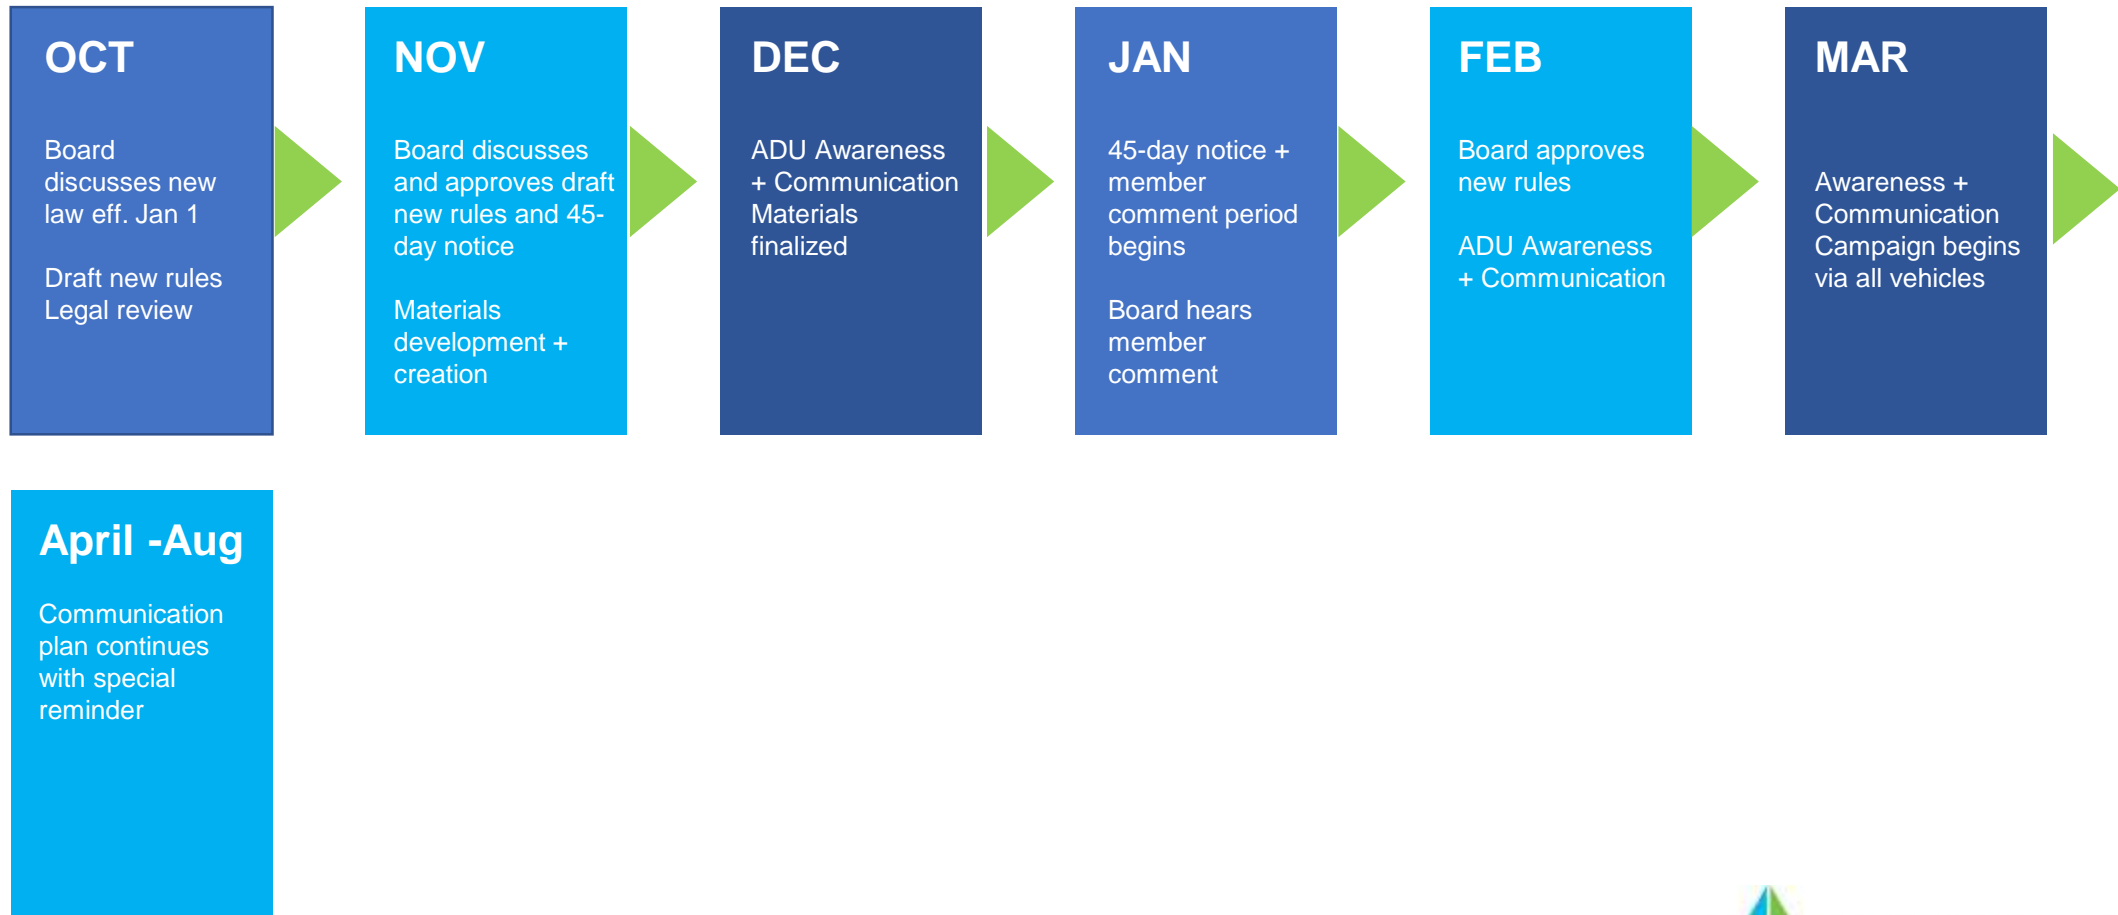 OCT
Board
discusses new
law eff. Jan 1
Draft new rules
Legal review
NOV
Board discusses
and approves draft
new rules and 45-
day notice
Materials
development +
creation
DEC
ADU Awareness
+ Communication
Materials
finalized
JAN
45-day notice +
member
comment period
begins
Board hears
member
comment
FEB
Board approves
new rules
ADU Awareness
+ Communication
MAR
Awareness +
Communication
Campaign begins
via all vehicles
April -Aug
Communication
plan continues
with special
reminder